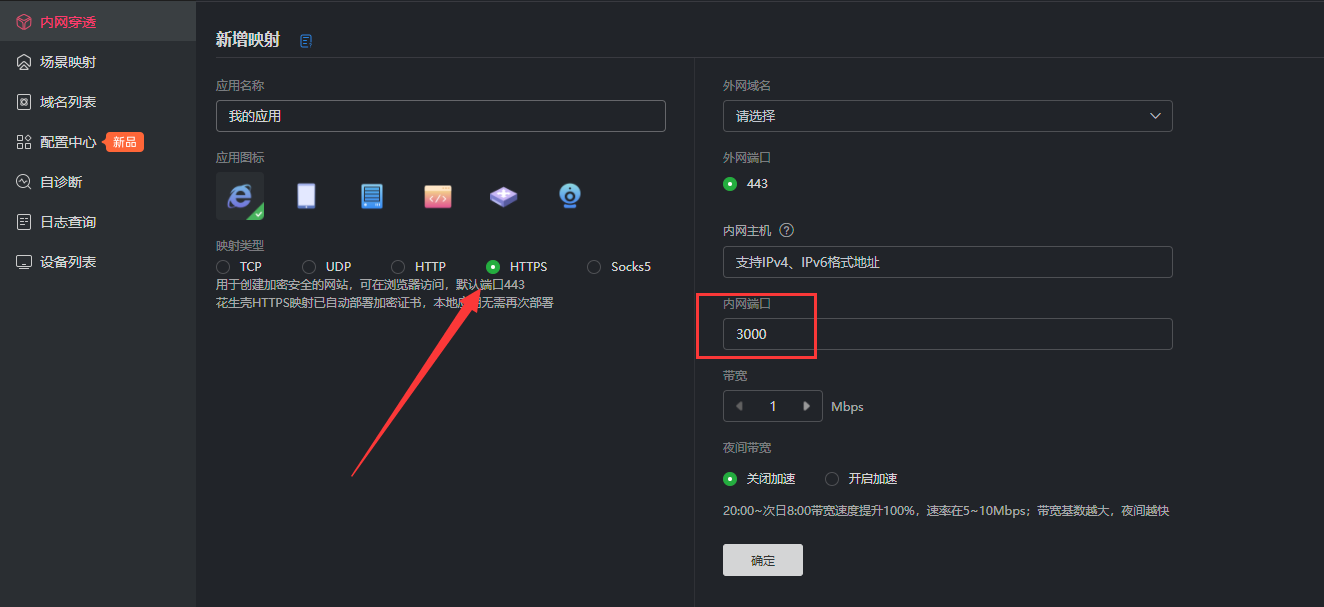 内网穿透
场景映射
域名列表
配置中心 新品
自诊断
日志查询
设备列表
新增映射
应用名称
我的应用
应用图标
映射类型
TCP UDP HTTP HTTPS Socks5
用于创建加密安全的网站，可在浏览器访问，默认端口443
花生壳HTTPS映射已自动部署加密证书，本地应用无需再次部署
外网域名
请选择
外网端口
443
内网主机
支持IPv4、IPv6格式地址
内网端口
3000
带宽
1 Mbps
夜间带宽
关闭加速 开启加速
20:00~次日8:00带宽速度提升100%，速率在5~10Mbps；带宽基数越大，夜间越快
确定